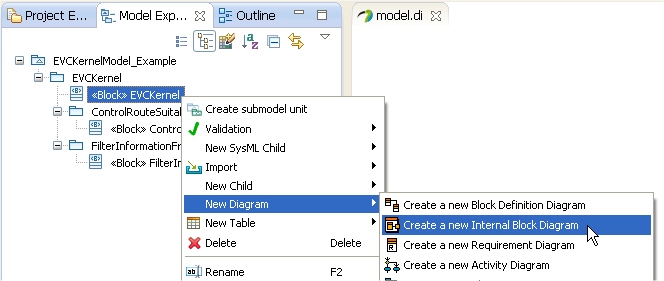 Project E...
Model Exp...
Outline
model.di
EVCKernelModel_Example
EVCKernel
«Block» EVCKernel
ControlRouteSuital
«Block» Contro
FilterInformationFr
«Block» FilterIn
Create submodel unit
Validation
New SysML Child
Import
New Child
New Diagram
New Table
Delete Delete
Rename F2
Create a new Block Definition Diagram
Create a new Internal Block Diagram
Create a new Requirement Diagram
Create a new Activity Diagram